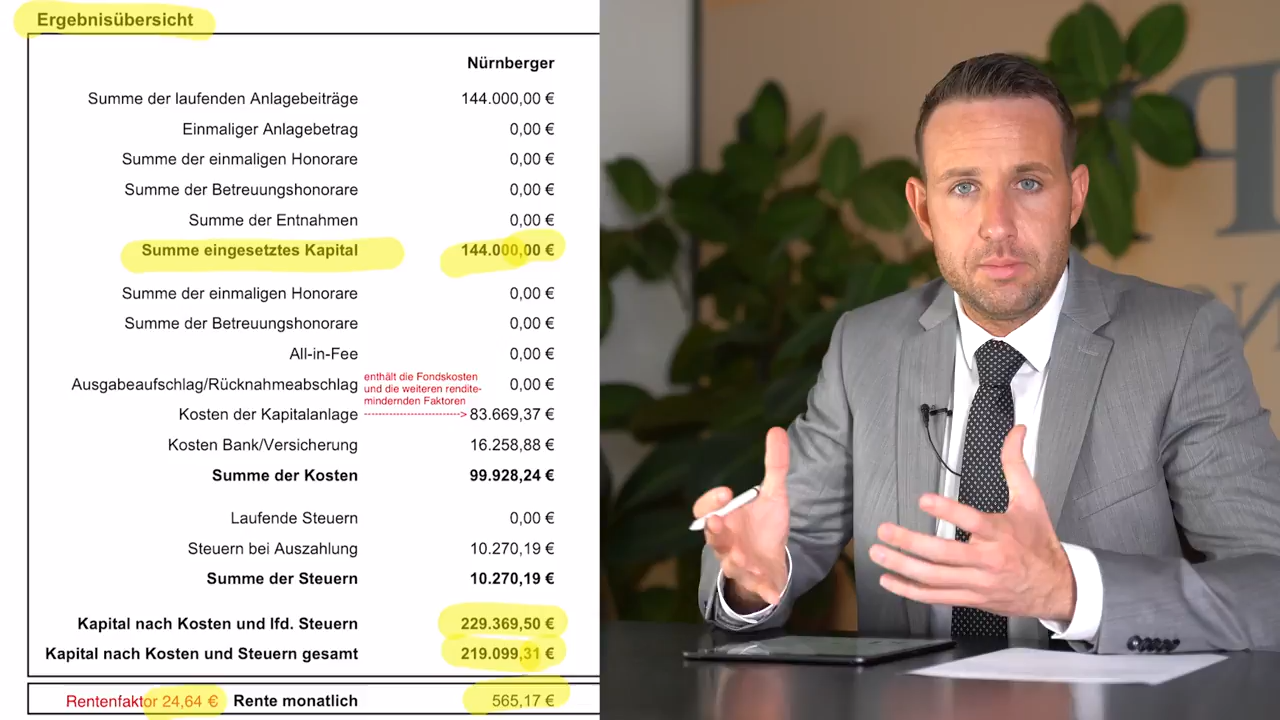 Ergebnisübersicht
Nürnberger
Summe der laufenden Anlagebeiträge 144.000,00 €
Einmaliger Anlagebetrag 0,00 €
Summe der einmaligen Honorare 0,00 €
Summe der Betreuungshonorare 0,00 €
Summe der Entnahmen 0,00 €
Summe eingesetztes Kapital 144.000,00 €
Summe der einmaligen Honorare 0,00 €
Summe der Betreuungshonorare 0,00 €
All-in-Fee 0,00 €
Ausgabeaufschlag/Rücknahmeabschlag 0,00 €
enthält die Fondskosten
und die weiteren rendite-
mindernden Faktoren
Kosten der Kapitalanlage -------------------------> 83.669,37 €
Kosten Bank/Versicherung 16.258,88 €
Summe der Kosten 99.928,24 €
Laufende Steuern 0,00 €
Steuern bei Auszahlung 10.270,19 €
Summe der Steuern 10.270,19 €
Kapital nach Kosten und lfd. Steuern 229.369,50 €
Kapital nach Kosten und Steuern gesamt 219.099,31 €
Rentenfaktor 24,64 € Rente monatlich 565,17 €